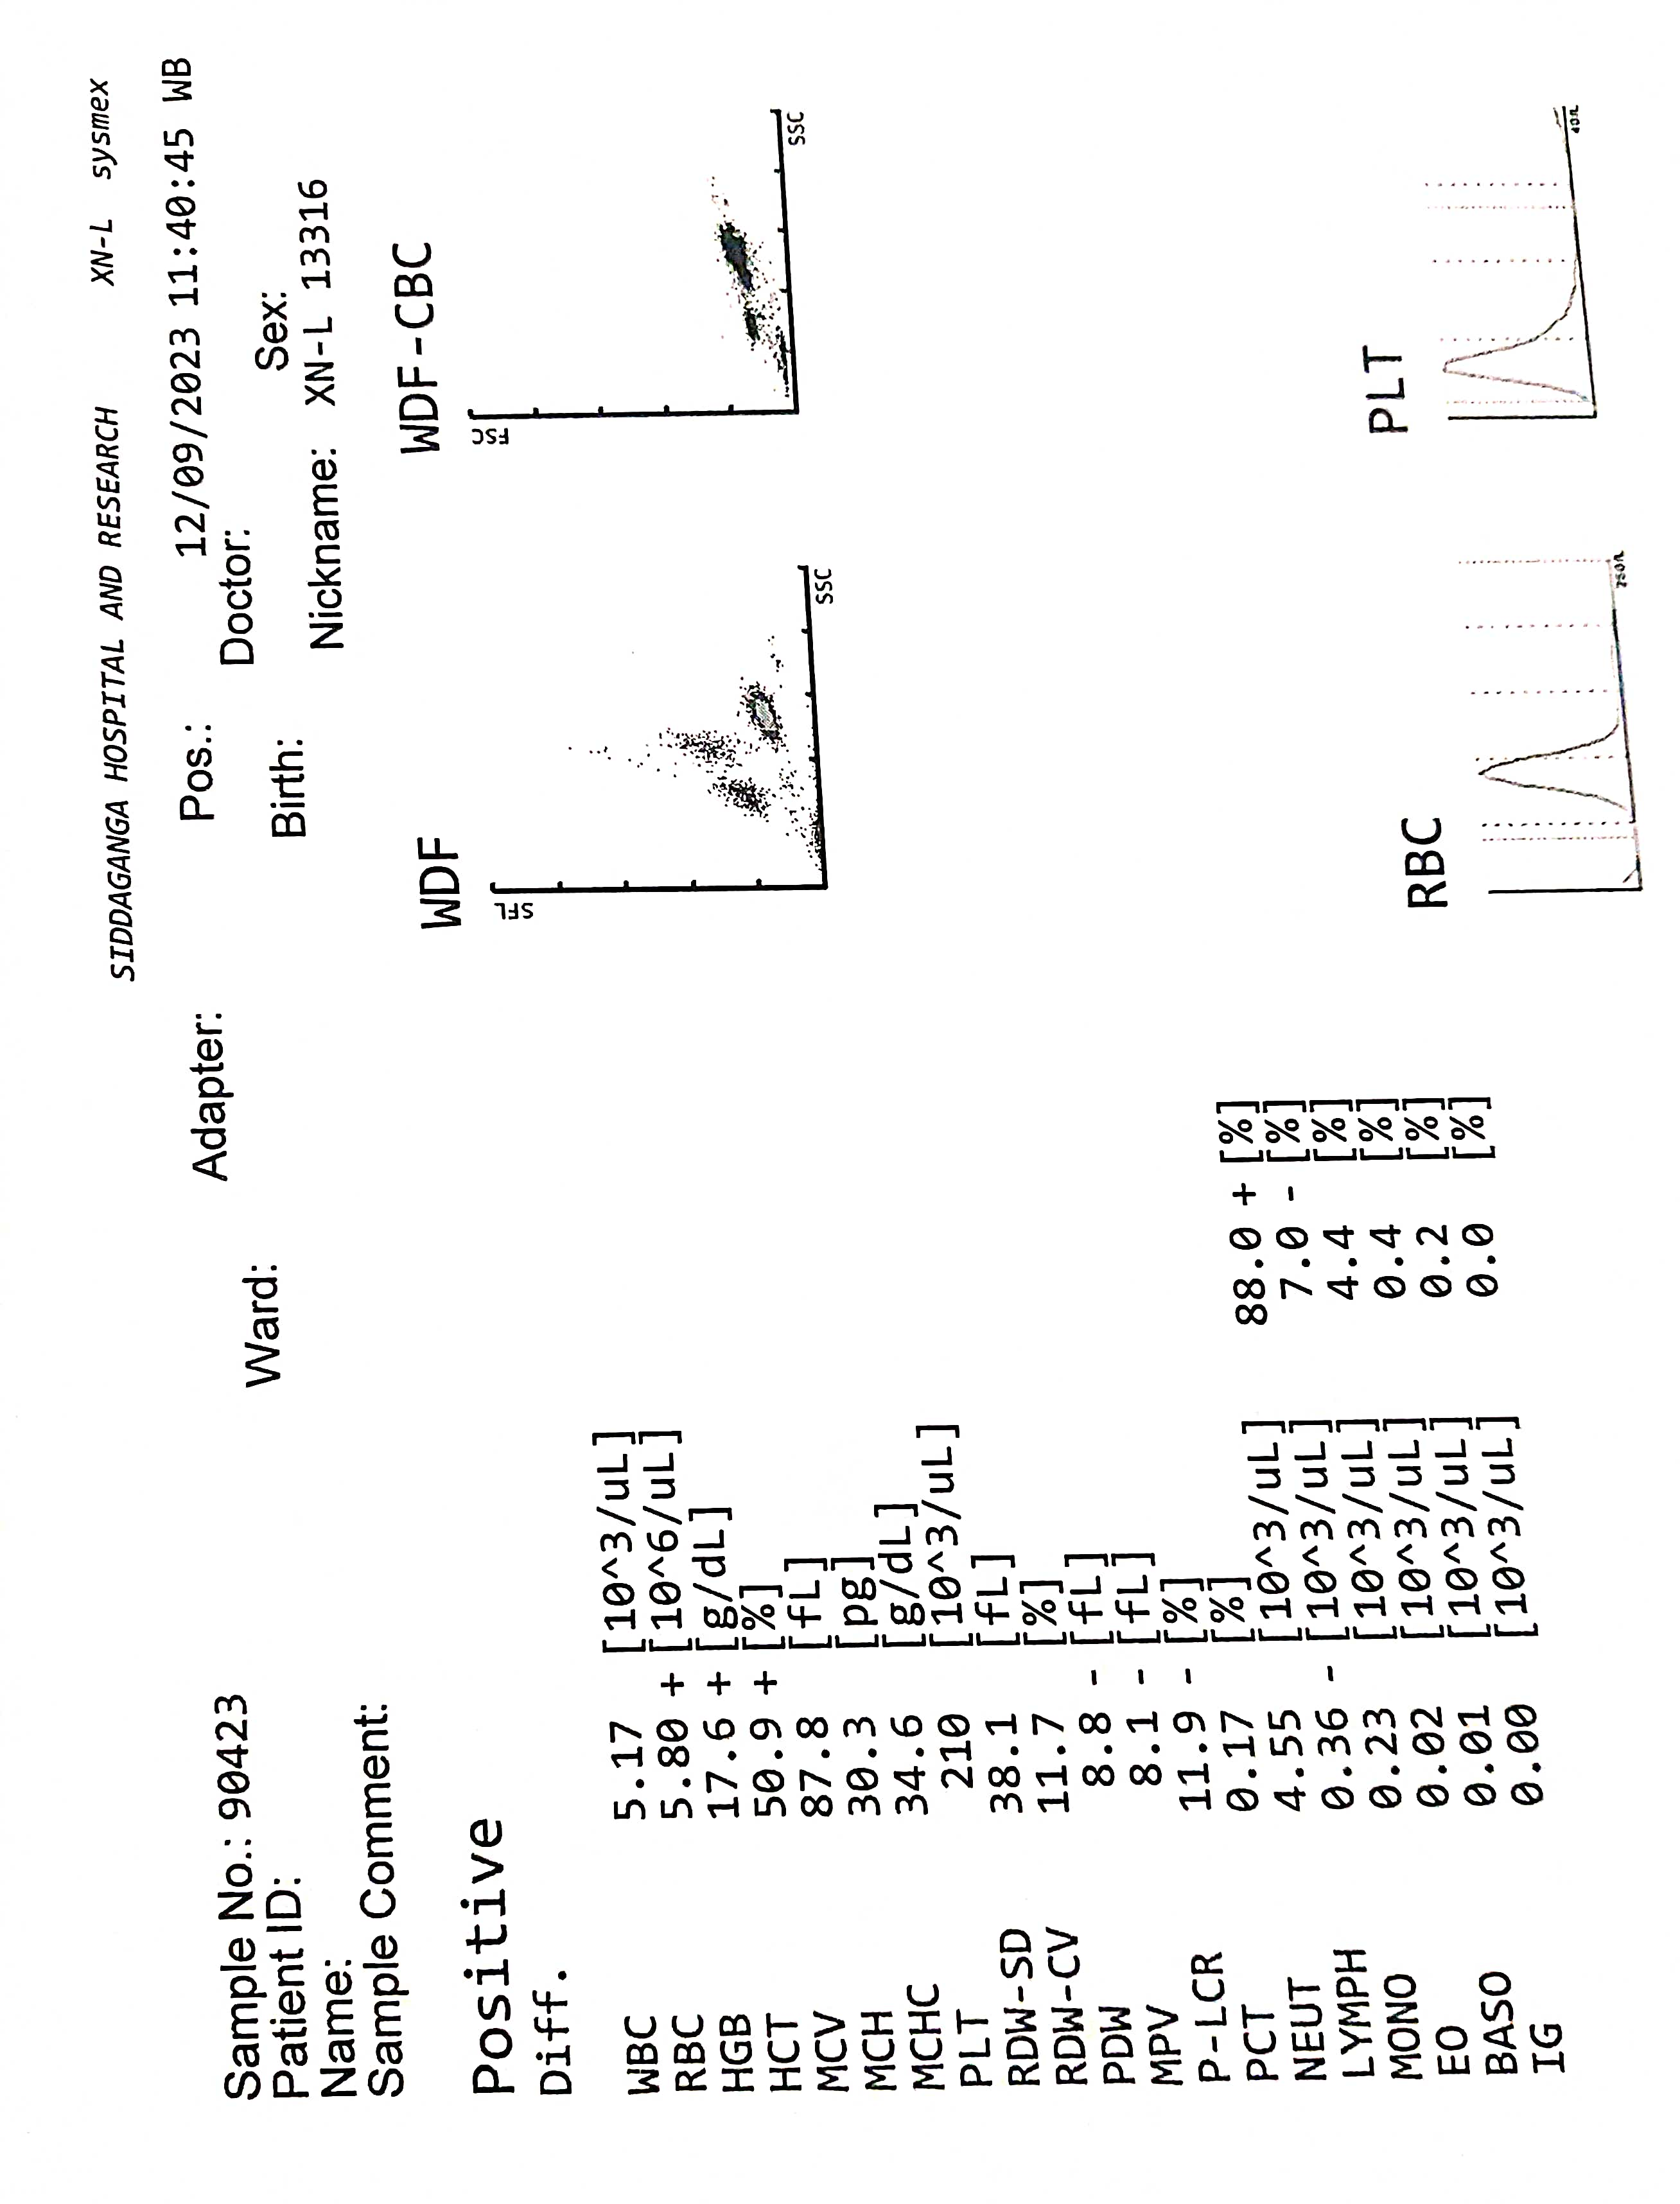 SIDDAGANGA HOSPITAL AND RESEARCH XN-L sysmex
Sample No.: 90423 Adapter: Pos.: 12/09/2023 11:40:45 WB
Patient ID: Ward: Doctor:
Name: Birth: Sex:
Sample Comment: Nickname: XN-L 13316
Positive
Diff.
WDF
WDF-CBC
SFL
SSC
FSC
SSC
WBC 5.17 [10^3/uL]
RBC 5.80 + [10^6/uL]
HGB 17.6 + [g/dL]
HCT 50.9 + [%]
MCV 87.8 [fL]
MCH 30.3 [pg]
MCHC 34.6 [g/dL]
PLT 210 [10^3/uL]
RDW-SD 38.1 [fL]
RDW-CV 11.7 [%]
PDW 8.8 - [fL]
MPV 8.1 - [fL]
P-LCR 11.9 - [%]
PCT 0.17 [%]
NEUT 4.55 [10^3/uL] 88.0 + [%]
LYMPH 0.36 - [10^3/uL] 7.0 - [%]
MONO 0.23 [10^3/uL] 4.4 [%]
EO 0.02 [10^3/uL] 0.4 [%]
BASO 0.01 [10^3/uL] 0.2 [%]
IG 0.00 [10^3/uL] 0.0 [%]
RBC
PLT
250fL
40fL